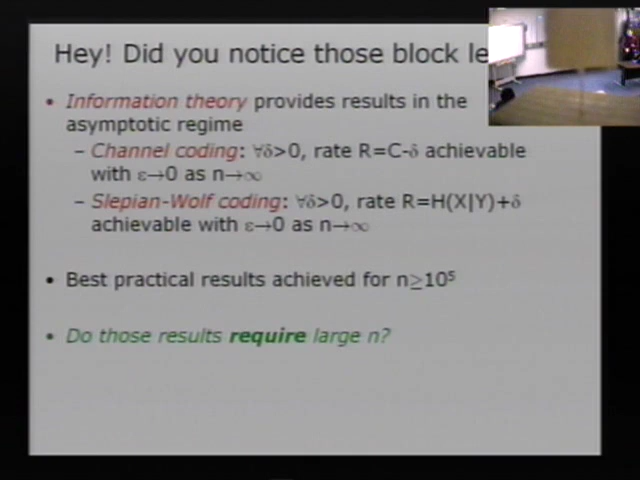 Hey! Did you notice those block
• Information theory provides results in the
asymptotic regime
– Channel coding: ∀δ>0, rate R=C-δ achievable
with ε→0 as n→∞
– Slepian-Wolf coding: ∀δ>0, rate R=H(X|Y)+δ
achievable with ε→0 as n→∞
• Best practical results achieved for n≥10⁵
• Do those results require large n?